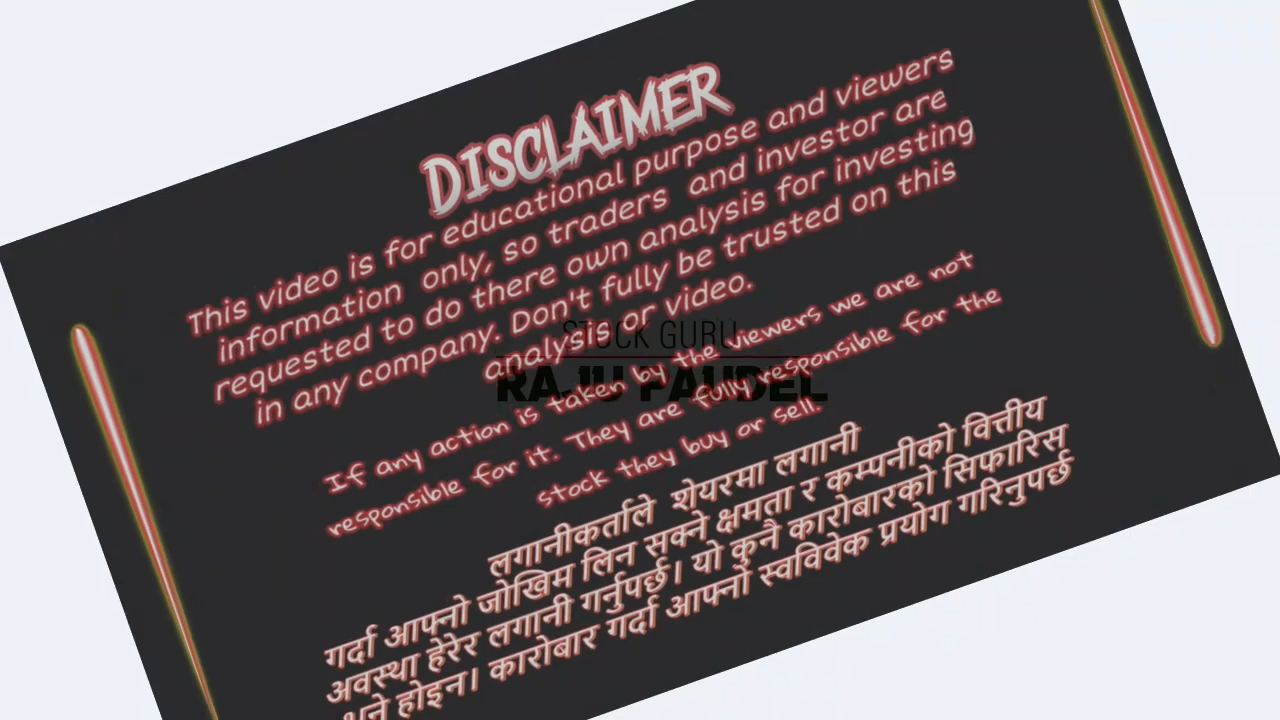 DISCLAIMER
This video is for educational purpose and viewers
information only, so traders and investor are
requested to do there own analysis for investing
in any company. Don't fully be trusted on this
analysis or video.
STOCK GURU
RAJU PAUDEL
If any action is taken by the viewers we are not
responsible for it. They are fully responsible for the
stock they buy or sell.
लगानीकर्ताले शेयरमा लगानी
गर्दा आफ्नो जोखिम लिन सक्ने क्षमता र कम्पनीको वित्तीय
अवस्था हेरेर लगानी गर्नुपर्छ। यो कुनै कारोबारको सिफारिस
भने होइन। कारोबार गर्दा आफ्नो स्वविवेक प्रयोग गरिनुपर्छ